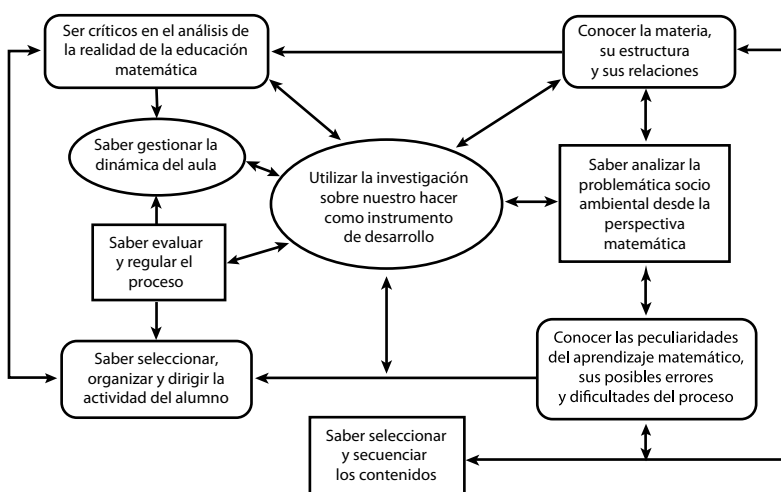 Ser críticos en el análisis de
la realidad de la educación
matemática
Conocer la materia,
su estructura
y sus relaciones
Saber gestionar la
dinámica del aula
Utilizar la investigación
sobre nuestro hacer
como instrumento
de desarrollo
Saber analizar la
problemática socio
ambiental desde la
perspectiva
matemática
Saber evaluar
y regular el
proceso
Saber seleccionar,
organizar y dirigir la
actividad del alumno
Conocer las peculiaridades
del aprendizaje matemático,
sus posibles errores
y dificultades del proceso
Saber seleccionar
y secuenciar
los contenidos